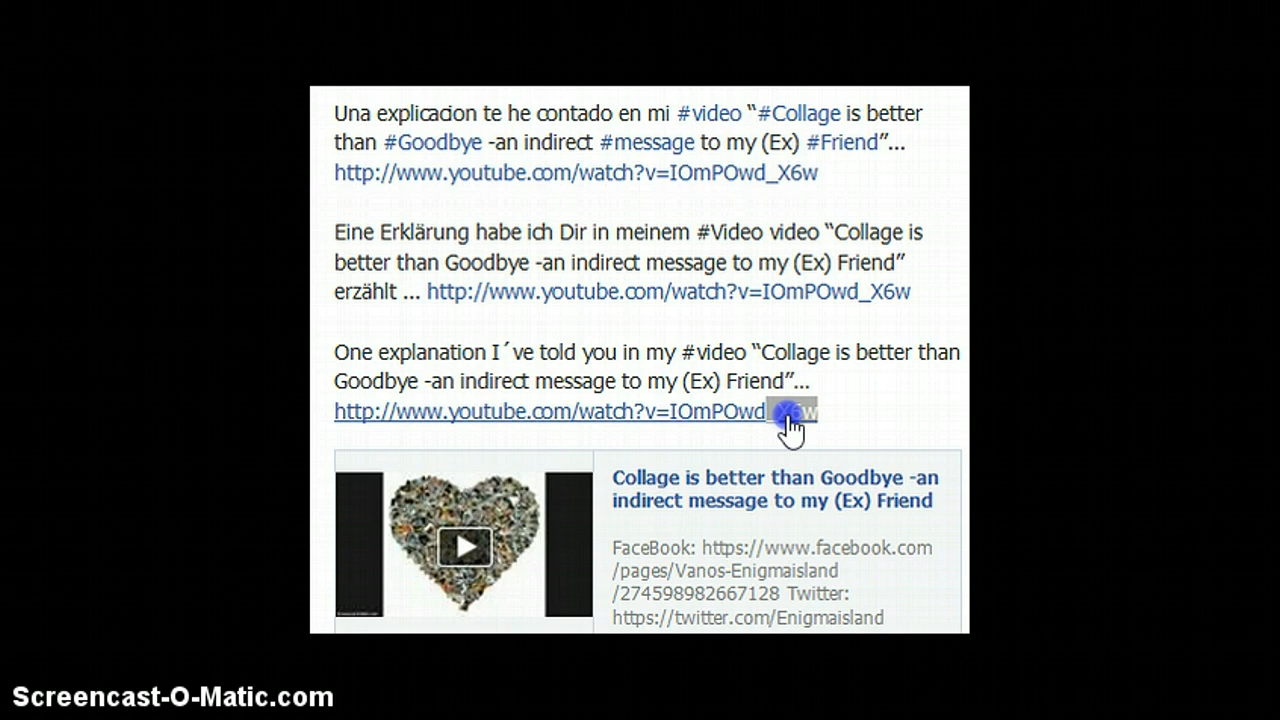 Una explicacion te he contado en mi #video “#Collage is better
than #Goodbye -an indirect #message to my (Ex) #Friend”...
http://www.youtube.com/watch?v=IOmPOwd_X6w
Eine Erklärung habe ich Dir in meinem #Video video “Collage is
better than Goodbye -an indirect message to my (Ex) Friend”
erzählt ... http://www.youtube.com/watch?v=IOmPOwd_X6w
One explanation I´ve told you in my #video “Collage is better than
Goodbye -an indirect message to my (Ex) Friend”...
http://www.youtube.com/watch?v=IOmPOwd_X6w
Collage is better than Goodbye -an
indirect message to my (Ex) Friend
FaceBook: https://www.facebook.com
/pages/Vanos-Enigmaisland
/274598982667128 Twitter:
https://twitter.com/Enigmaisland
Screencast-O-Matic.com